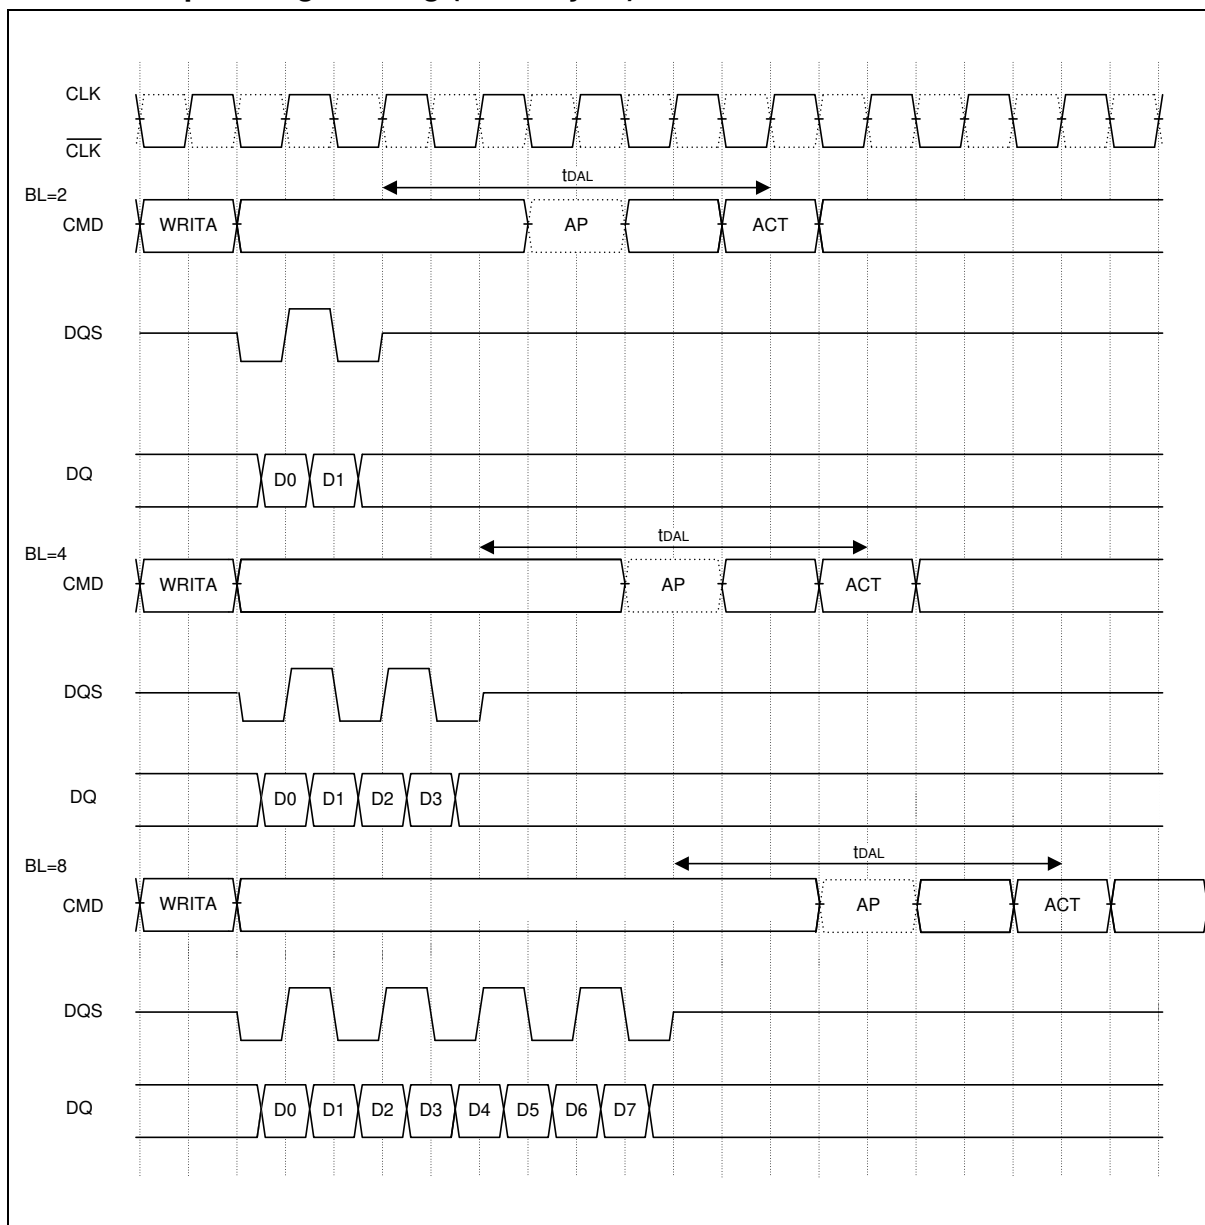 CLK
CLK
tDAL
BL=2
CMD WRITA AP ACT
DQS
DQ D0 D1
tDAL
BL=4
CMD WRITA AP ACT
DQS
DQ D0 D1 D2 D3
tDAL
BL=8
CMD WRITA AP ACT
DQS
DQ D0 D1 D2 D3 D4 D5 D6 D7